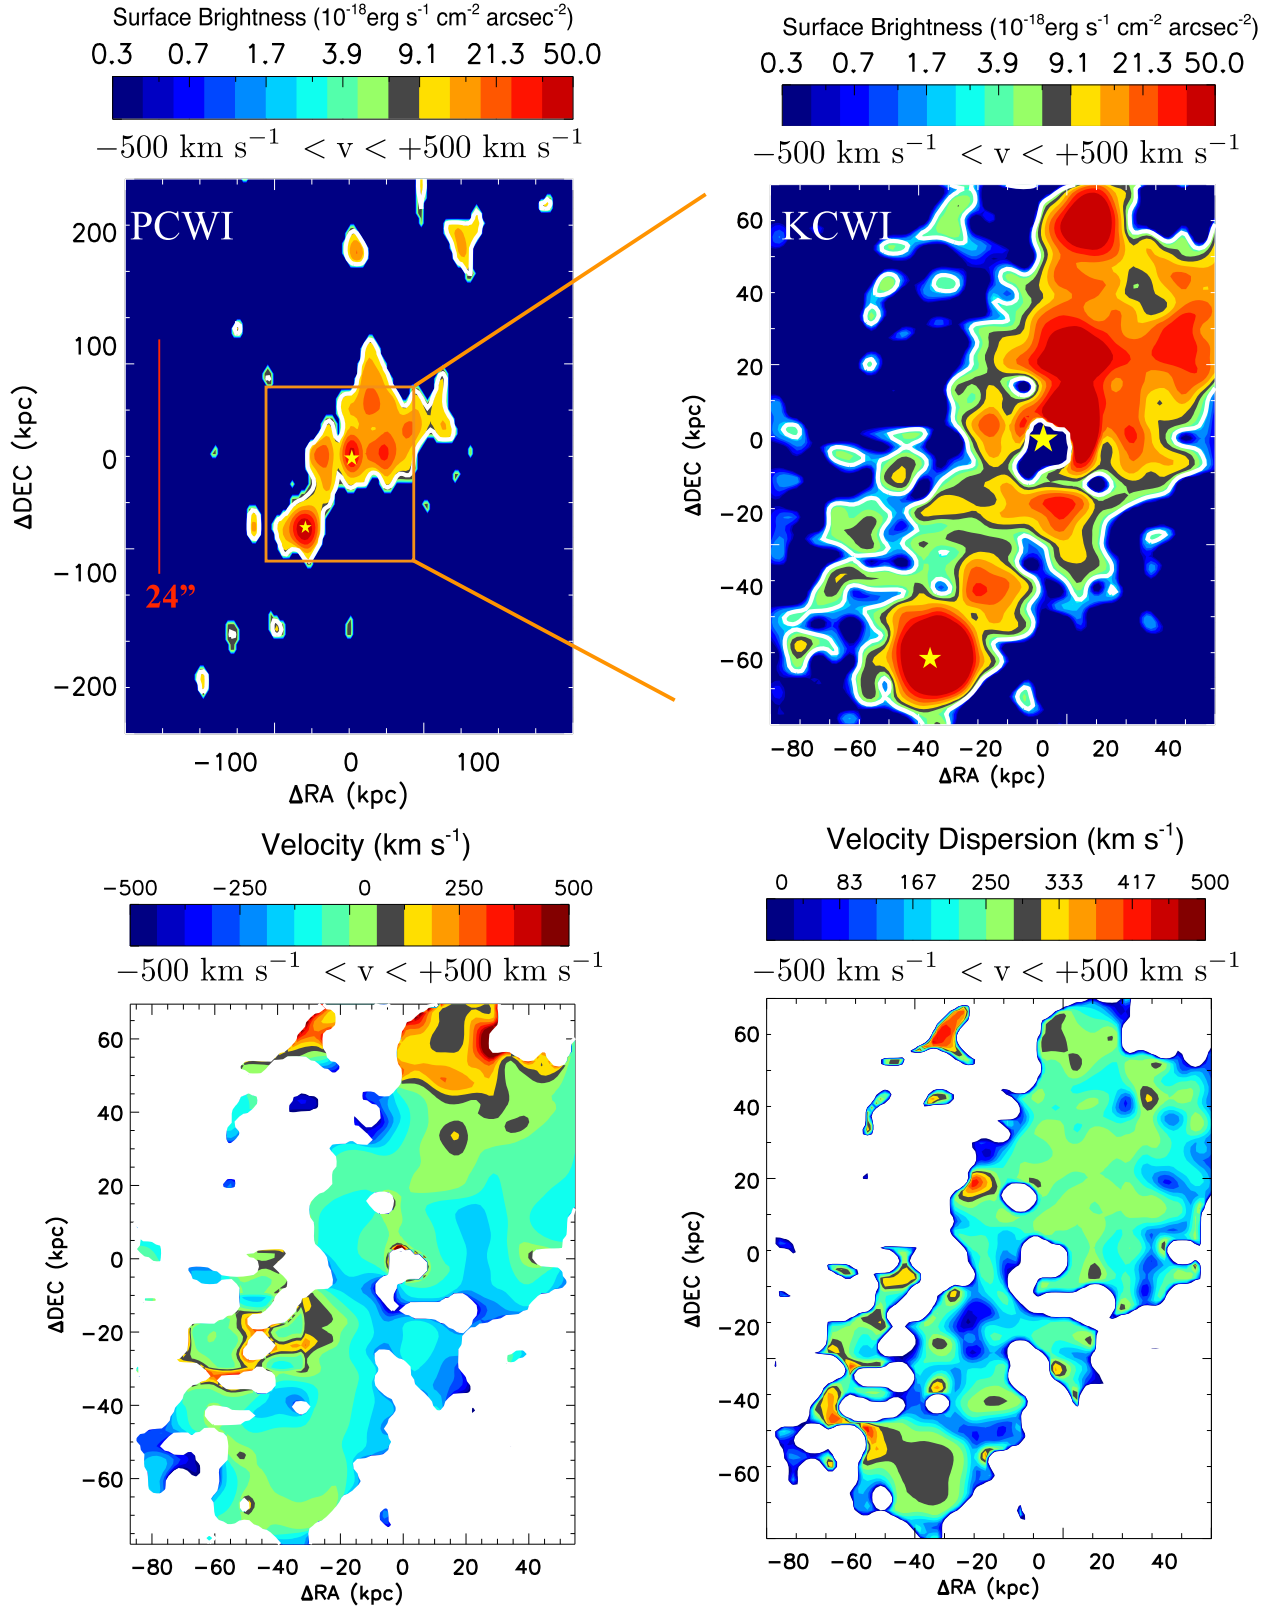 Surface Brightness (10⁻¹⁸erg s⁻¹ cm⁻² arcsec⁻²)
0.3 0.7 1.7 3.9 9.1 21.3 50.0
−500 km s⁻¹ < v < +500 km s⁻¹
PCWI
200
100
0
−100
−200
ΔDEC (kpc)
24”
−100 0 100
ΔRA (kpc)
Surface Brightness (10⁻¹⁸erg s⁻¹ cm⁻² arcsec⁻²)
0.3 0.7 1.7 3.9 9.1 21.3 50.0
−500 km s⁻¹ < v < +500 km s⁻¹
KCWI
60
40
20
0
−20
−40
−60
ΔDEC (kpc)
−80 −60 −40 −20 0 20 40
ΔRA (kpc)
Velocity (km s⁻¹)
−500 −250 0 250 500
−500 km s⁻¹ < v < +500 km s⁻¹
60
40
20
0
−20
−40
−60
ΔDEC (kpc)
−80 −60 −40 −20 0 20 40
ΔRA (kpc)
Velocity Dispersion (km s⁻¹)
0 83 167 250 333 417 500
−500 km s⁻¹ < v < +500 km s⁻¹
60
40
20
0
−20
−40
−60
ΔDEC (kpc)
−80 −60 −40 −20 0 20 40
ΔRA (kpc)